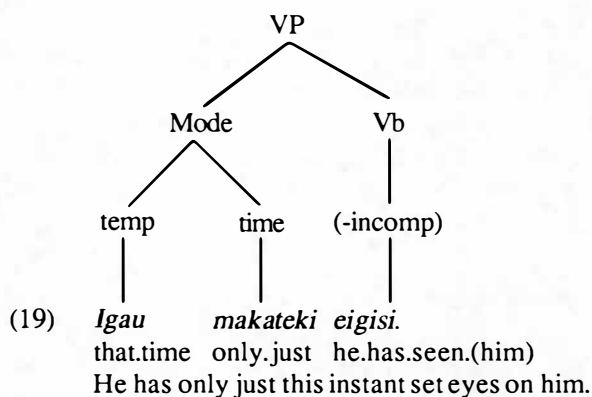 VP
Mode Vb
temp time (-incomp)
(19) Igau makateki eigisi.
that.time only.just he.has.seen.(him)
He has only just this instant set eyes on him.